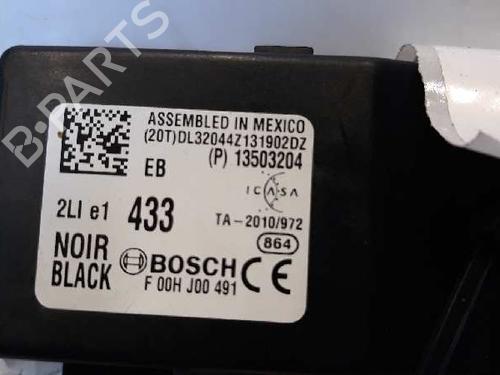 B-PARTS
ASSEMBLED IN MEXICO
(20T)DL32044Z131902DZ
(P) 13503204
EB
ICASA
2LI e1 433
TA-2010/972
864
NOIR
BLACK
BOSCH CE
F 00H J00 491